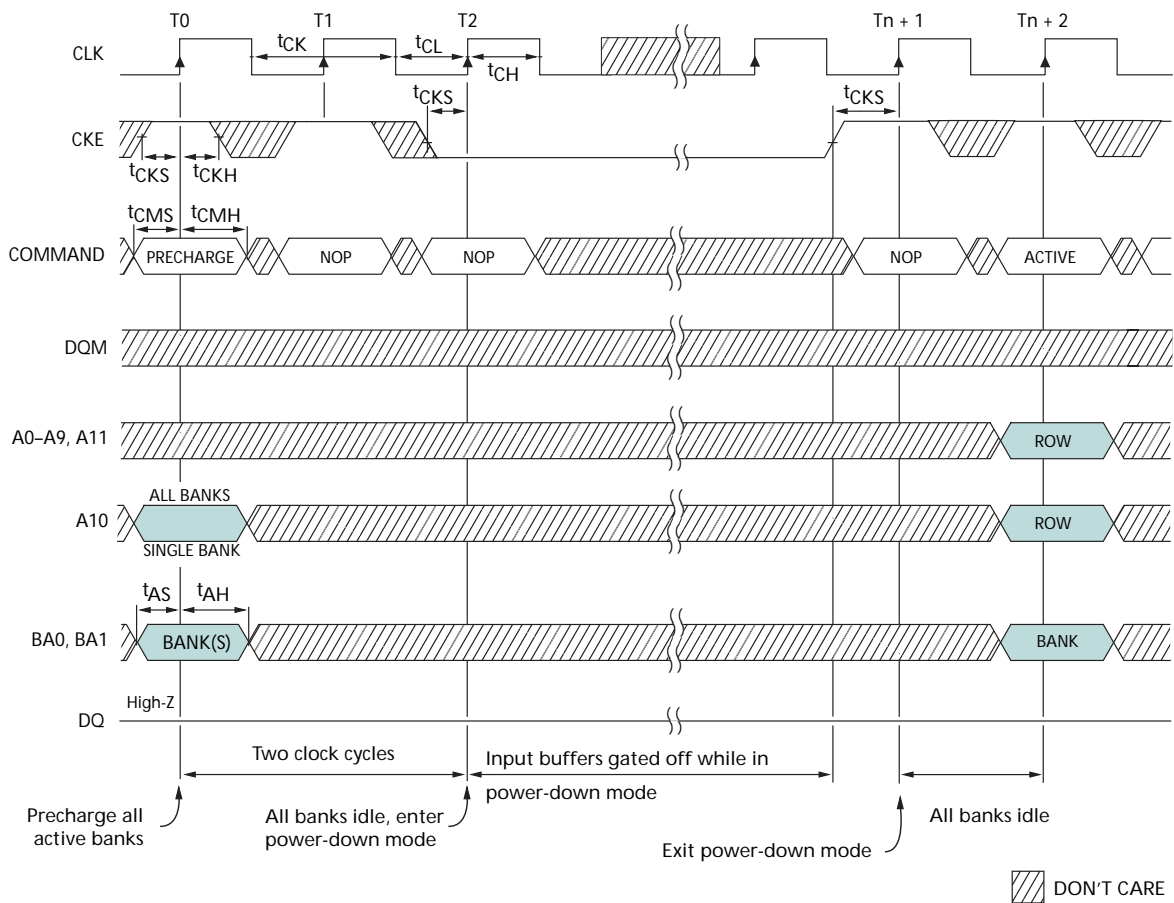 T0 T1 T2 Tn + 1 Tn + 2
CLK tCK tCL tCH
tCKS tCKS
CKE
tCKS tCKH
tCMS tCMH
COMMAND PRECHARGE NOP NOP NOP ACTIVE
DQM
A0–A9, A11 ROW
ALL BANKS
A10 ROW
SINGLE BANK
tAS tAH
BA0, BA1 BANK(S) BANK
High-Z
DQ
Two clock cycles
Input buffers gated off while in
power-down mode
Precharge all
active banks
All banks idle, enter
power-down mode
Exit power-down mode
All banks idle
DON'T CARE